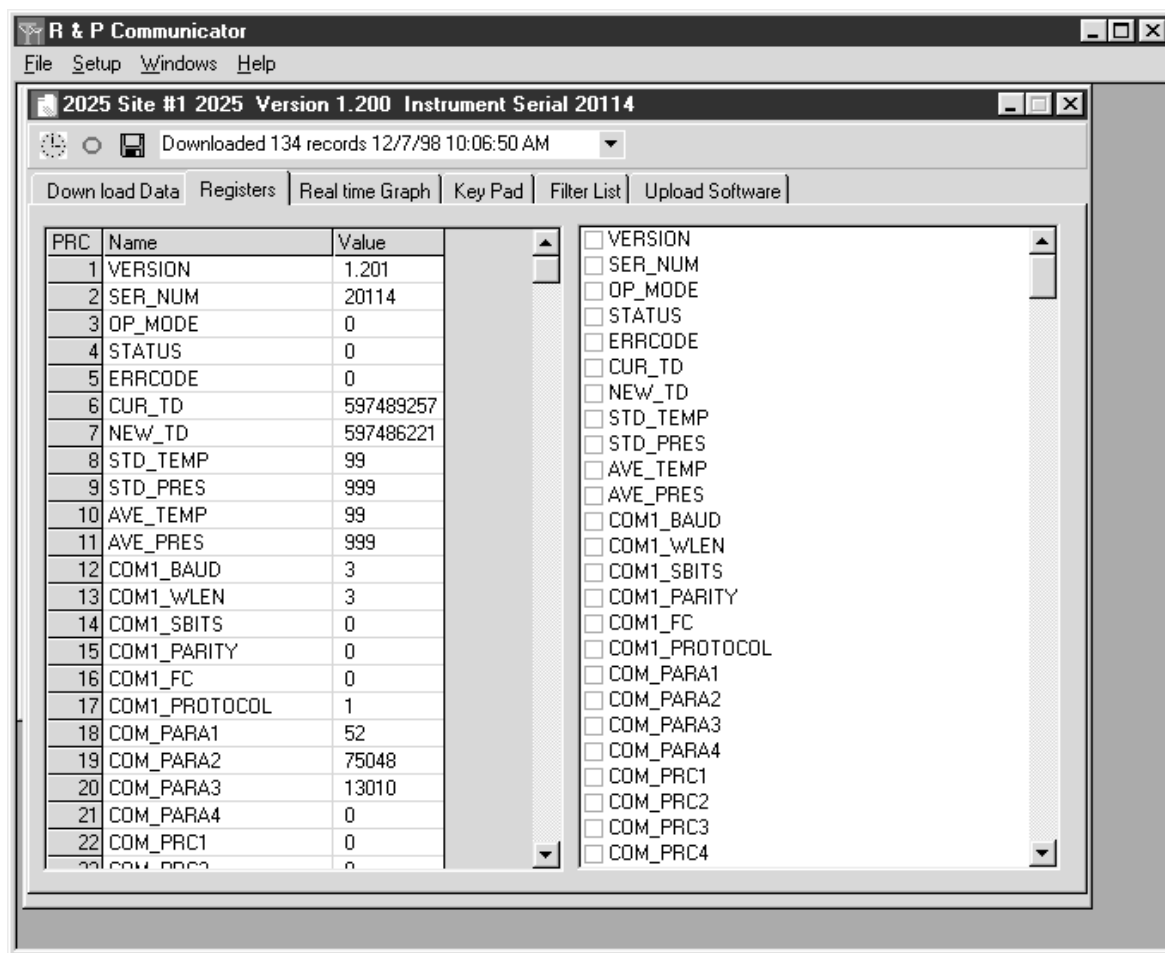 R & P Communicator
File Setup Windows Help
2025 Site #1 2025 Version 1.200 Instrument Serial 20114
Downloaded 134 records 12/7/98 10:06:50 AM
Down load Data Registers Real time Graph Key Pad Filter List Upload Software
PRC Name Value
1 VERSION 1.201
2 SER_NUM 20114
3 OP_MODE 0
4 STATUS 0
5 ERRCODE 0
6 CUR_TD 597489257
7 NEW_TD 597486221
8 STD_TEMP 99
9 STD_PRES 999
10 AVE_TEMP 99
11 AVE_PRES 999
12 COM1_BAUD 3
13 COM1_WLEN 3
14 COM1_SBITS 0
15 COM1_PARITY 0
16 COM1_FC 0
17 COM1_PROTOCOL 1
18 COM_PARA1 52
19 COM_PARA2 75048
20 COM_PARA3 13010
21 COM_PARA4 0
22 COM_PRC1 0
VERSION
SER_NUM
OP_MODE
STATUS
ERRCODE
CUR_TD
NEW_TD
STD_TEMP
STD_PRES
AVE_TEMP
AVE_PRES
COM1_BAUD
COM1_WLEN
COM1_SBITS
COM1_PARITY
COM1_FC
COM1_PROTOCOL
COM_PARA1
COM_PARA2
COM_PARA3
COM_PARA4
COM_PRC1
COM_PRC2
COM_PRC3
COM_PRC4